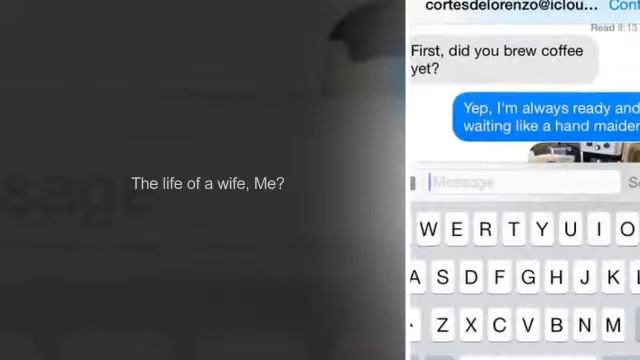 The life of a wife, Me?
cortesdelorenzo@iclou...
Read 8:13
First, did you brew coffee
yet?
Yep, I'm always ready and
waiting like a hand maiden
Message
W E R T Y U I O
A S D F G H J K
Z X C V B N M